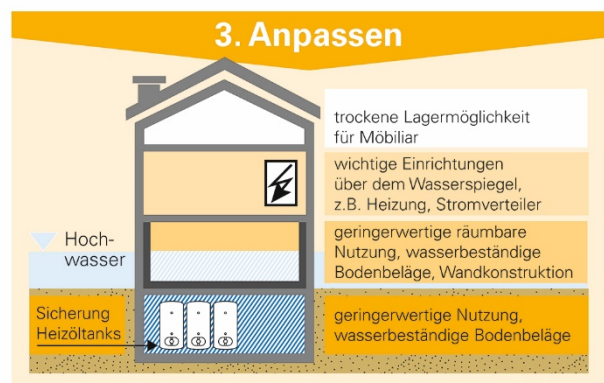 3. Anpassen
trockene Lagermöglichkeit
für Möbiliar
wichtige Einrichtungen
über dem Wasserspiegel,
z.B. Heizung, Stromverteiler
Hoch-
wasser
geringerwertige räumbare
Nutzung, wasserbeständige
Bodenbeläge, Wandkonstruktion
Sicherung
Heizöltanks
geringerwertige Nutzung,
wasserbeständige Bodenbeläge